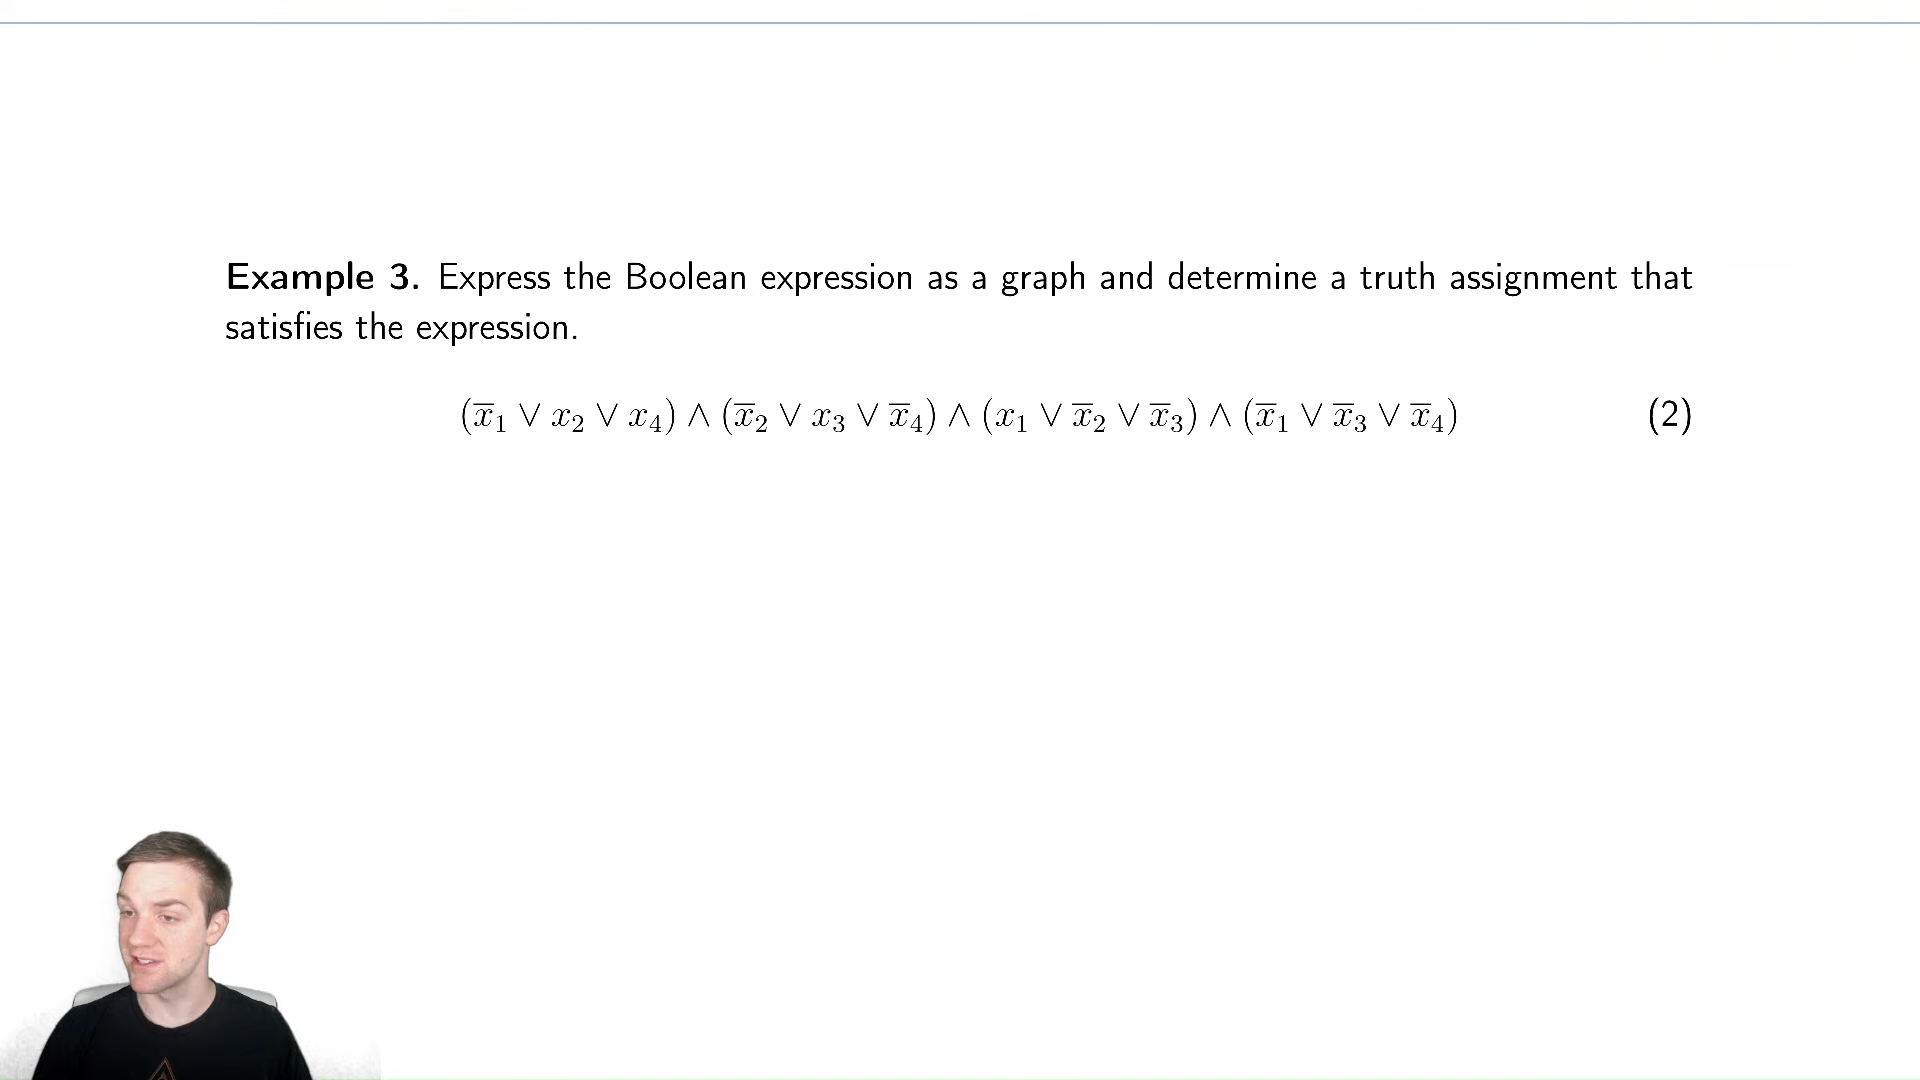 Example 3. Express the Boolean expression as a graph and determine a truth assignment that
satisfies the expression.
(x̅₁ ∨ x₂ ∨ x₄) ∧ (x̅₂ ∨ x₃ ∨ x̅₄) ∧ (x₁ ∨ x̅₂ ∨ x̅₃) ∧ (x̅₁ ∨ x̅₃ ∨ x̅₄) (2)